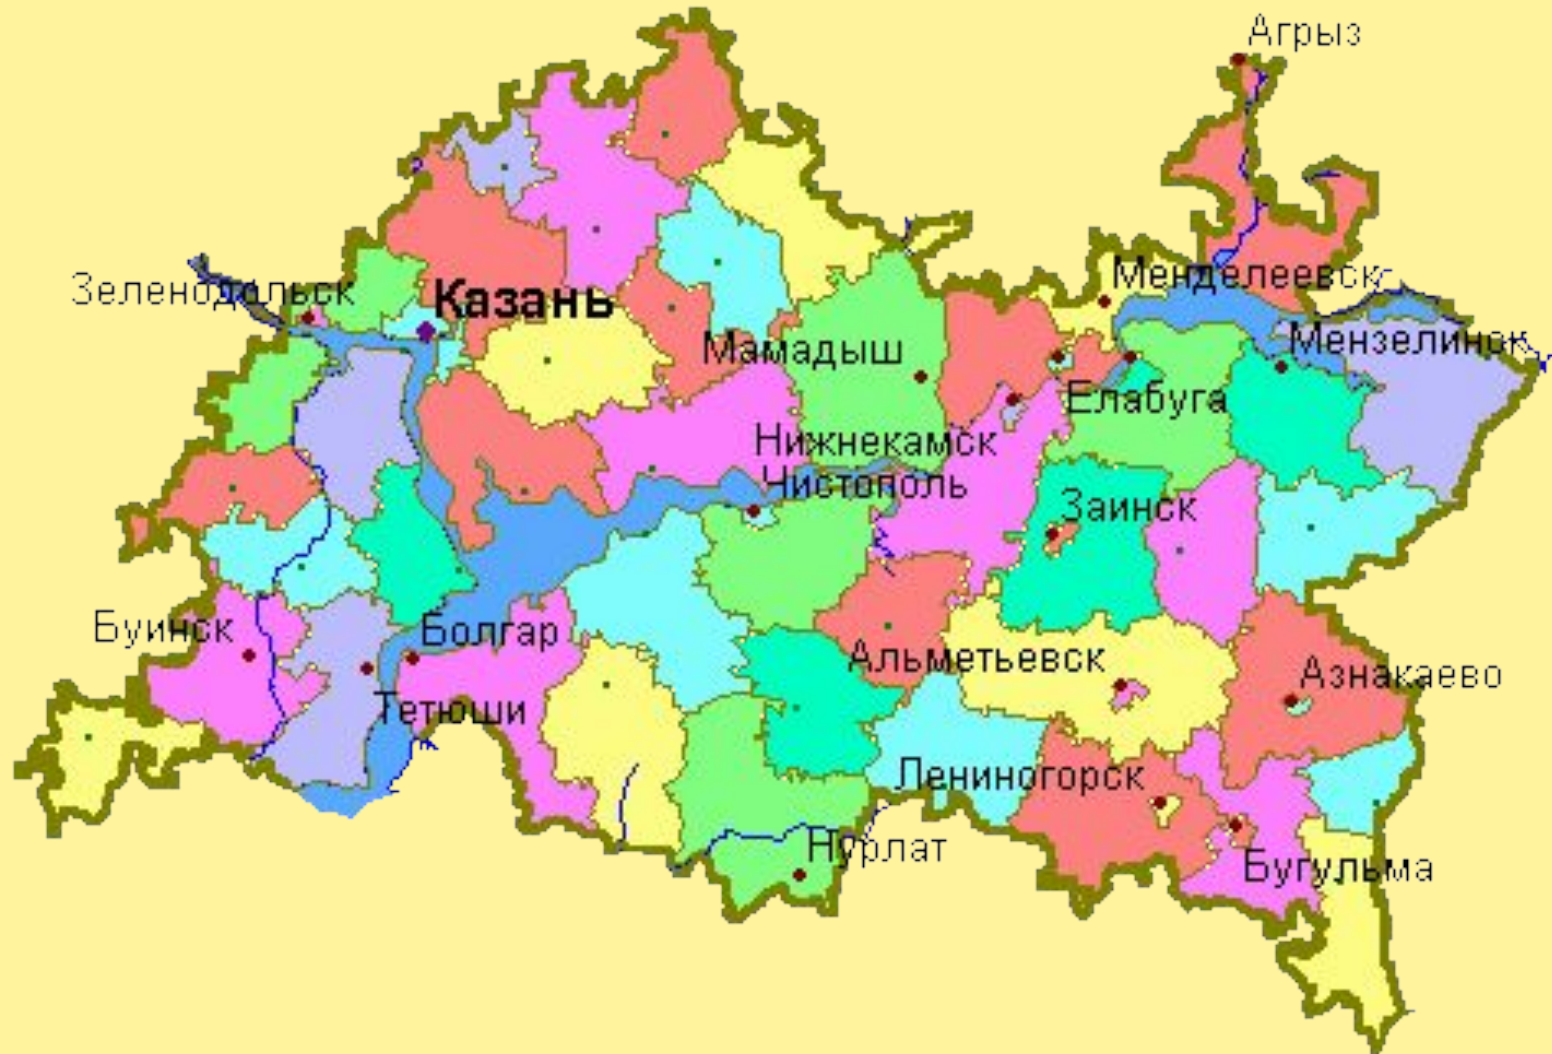 Агрыз
Менделеевск
Зеленодольск
Казань
Мамадыш
Мензелинск
Елабуга
Нижнекамск
Чистополь
Заинск
Буинск
Болгар
Альметьевск
Азнакаево
Тетюши
Лениногорск
Нурлат
Бугульма